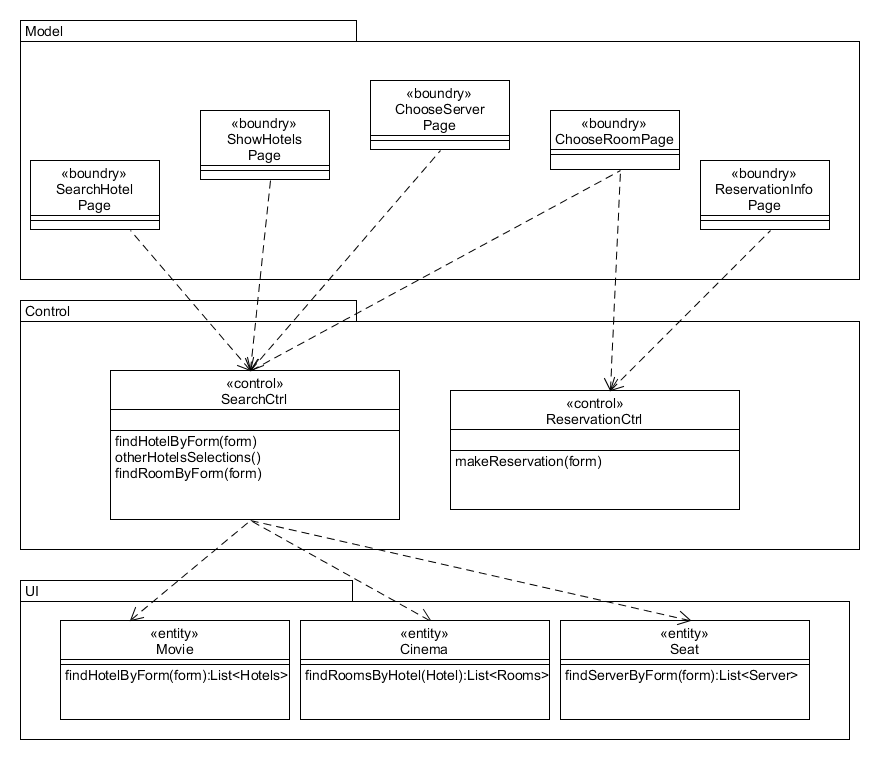 Model
«boundry»
SearchHotel
Page
«boundry»
ShowHotels
Page
«boundry»
ChooseServer
Page
«boundry»
ChooseRoomPage
«boundry»
ReservationInfo
Page
Control
«control»
SearchCtrl
findHotelByForm(form)
otherHotelsSelections()
findRoomByForm(form)
«control»
ReservationCtrl
makeReservation(form)
UI
«entity»
Movie
findHotelByForm(form):List<Hotels>
«entity»
Cinema
findRoomsByHotel(Hotel):List<Rooms>
«entity»
Seat
findServerByForm(form):List<Server>